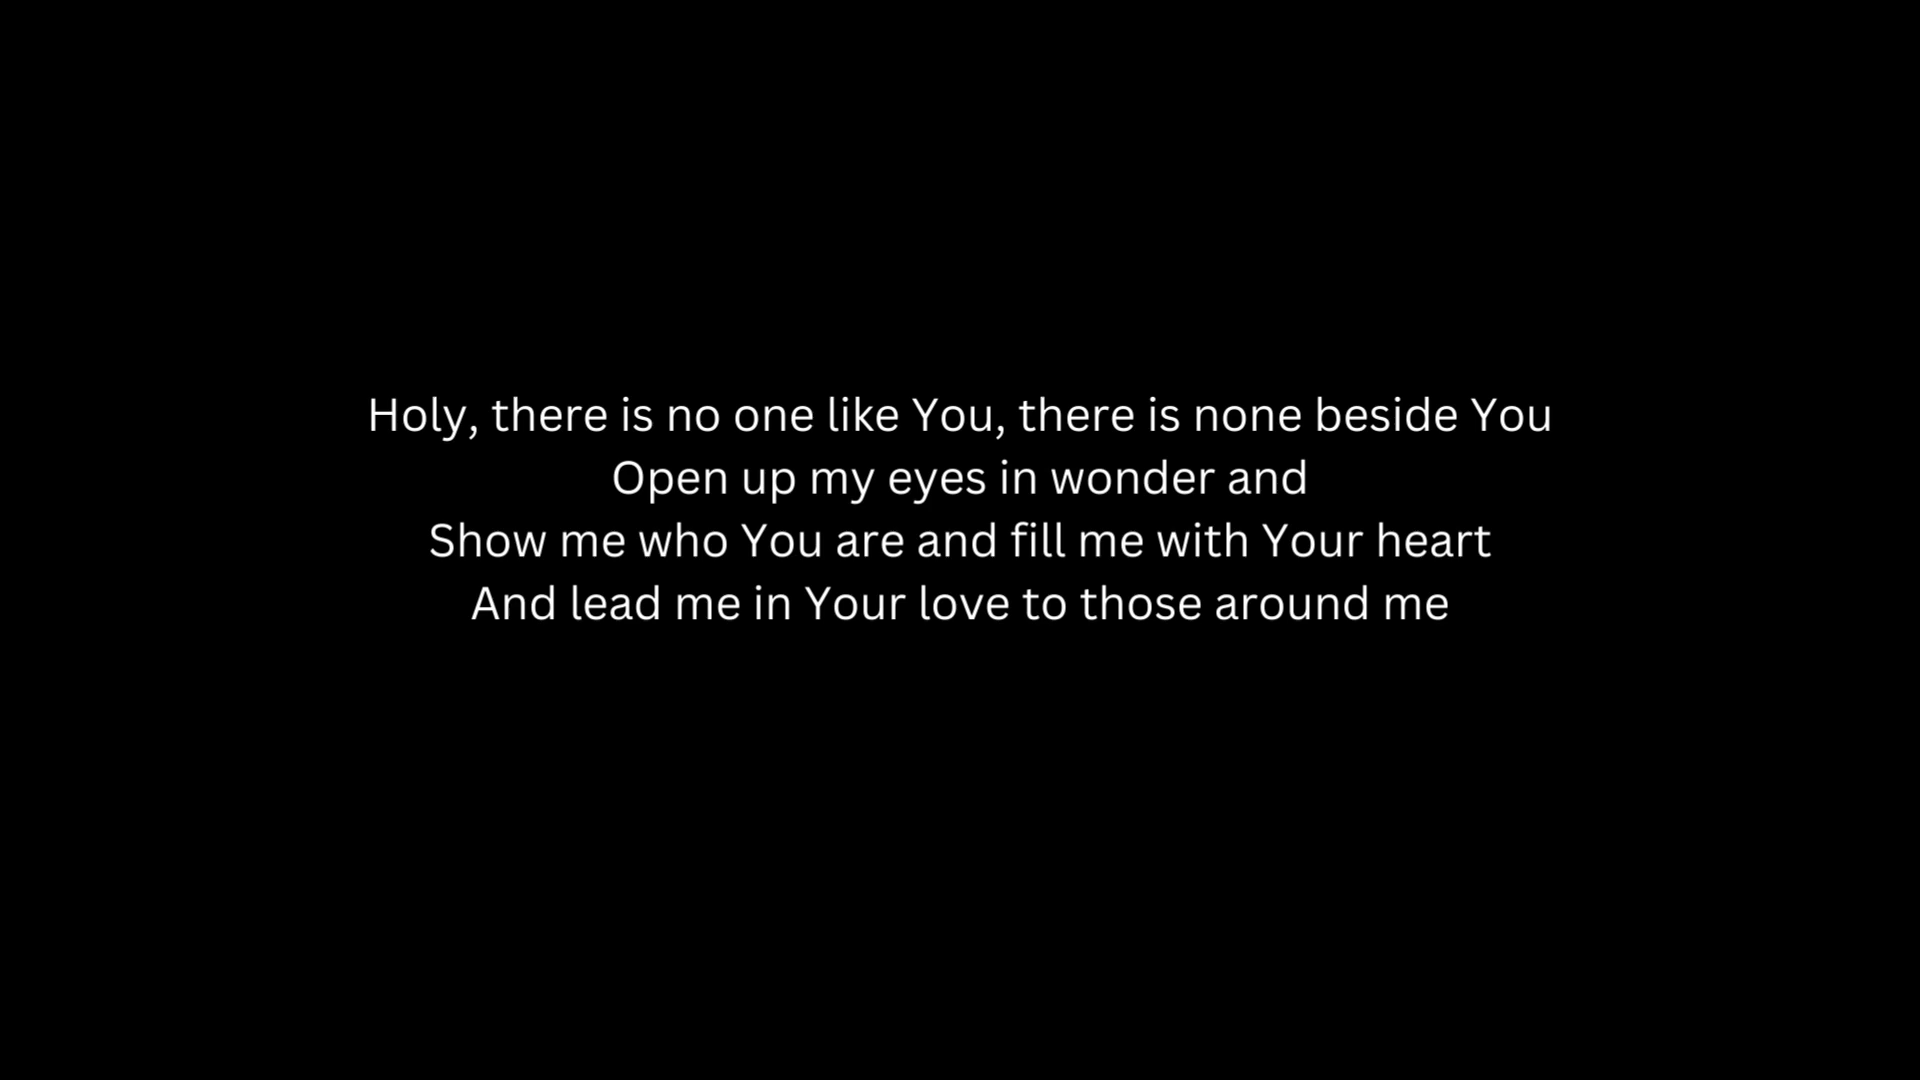 Holy, there is no one like You, there is none beside You
Open up my eyes in wonder and
Show me who You are and fill me with Your heart
And lead me in Your love to those around me